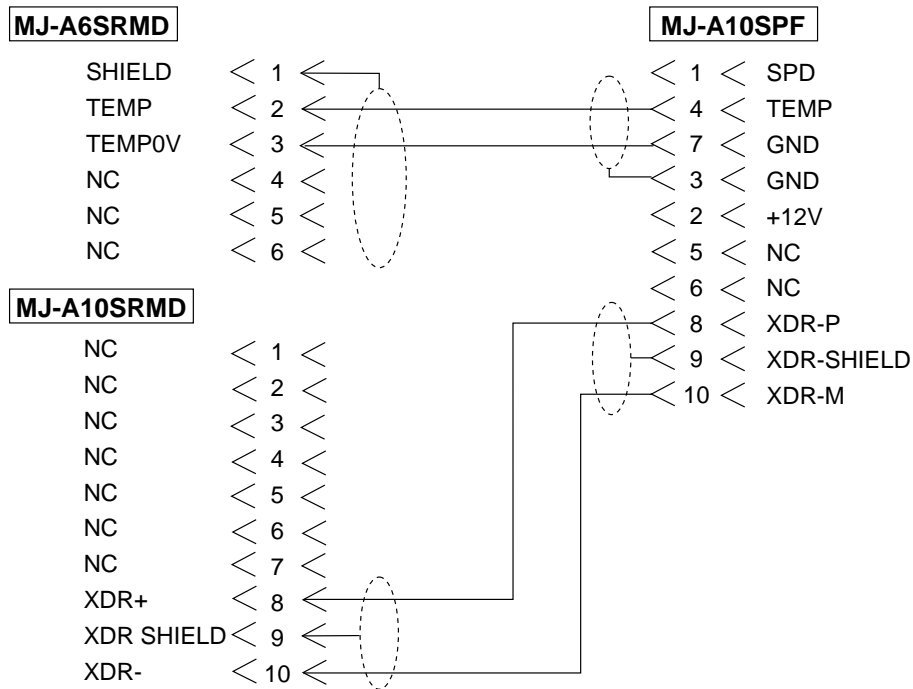 MJ-A6SRMD
SHIELD 1
TEMP 2
TEMP0V 3
NC 4
NC 5
NC 6
MJ-A10SRMD
NC 1
NC 2
NC 3
NC 4
NC 5
NC 6
NC 7
XDR+ 8
XDR SHIELD 9
XDR- 10
MJ-A10SPF
1 SPD
4 TEMP
7 GND
3 GND
2 +12V
5 NC
6 NC
8 XDR-P
9 XDR-SHIELD
10 XDR-M